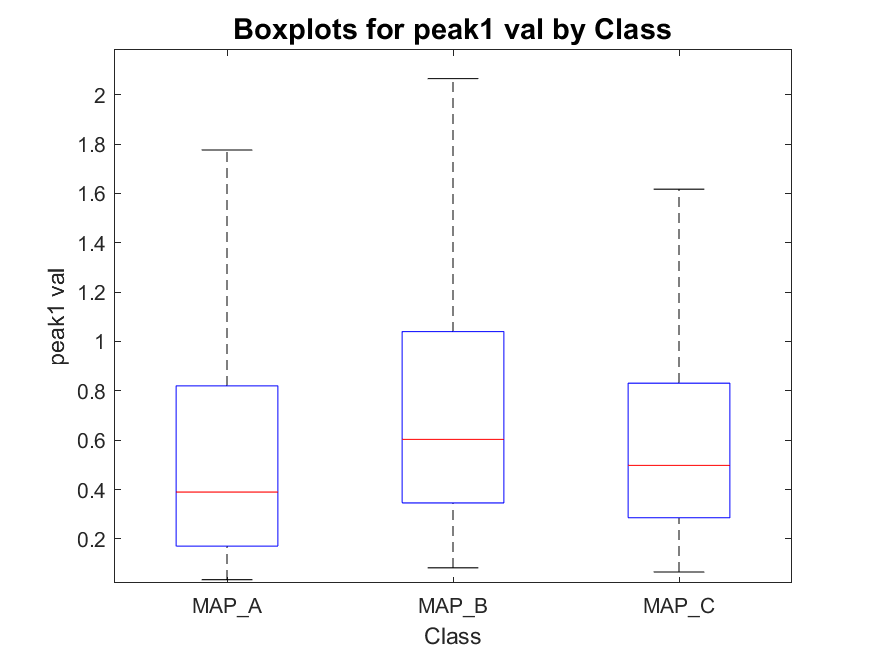 Boxplots for peak1 val by Class
peak1 val
2
1.8
1.6
1.4
1.2
1
0.8
0.6
0.4
0.2
MAP_A MAP_B MAP_C
Class